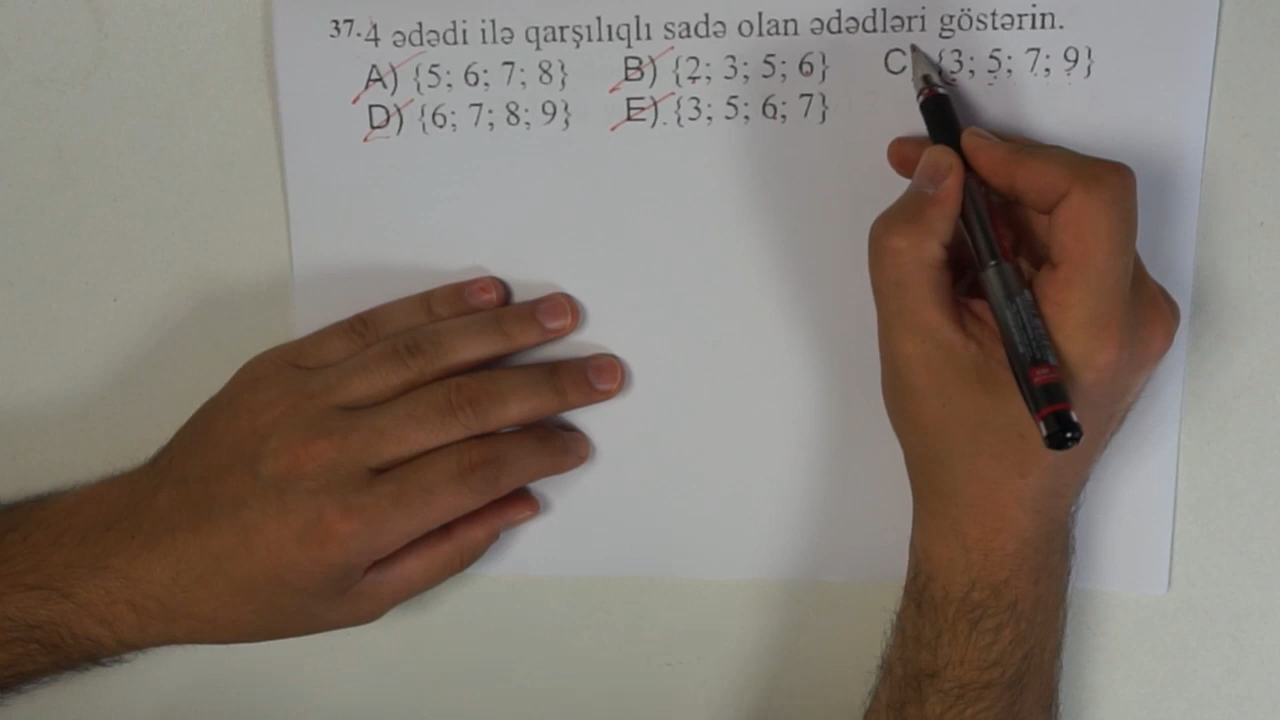 37. 4 ədədi ilə qarşılıqlı sadə olan ədədləri göstərin.
A) {5; 6; 7; 8} B) {2; 3; 5; 6} C) {3; 5; 7; 9}
D) {6; 7; 8; 9} E) {3; 5; 6; 7}